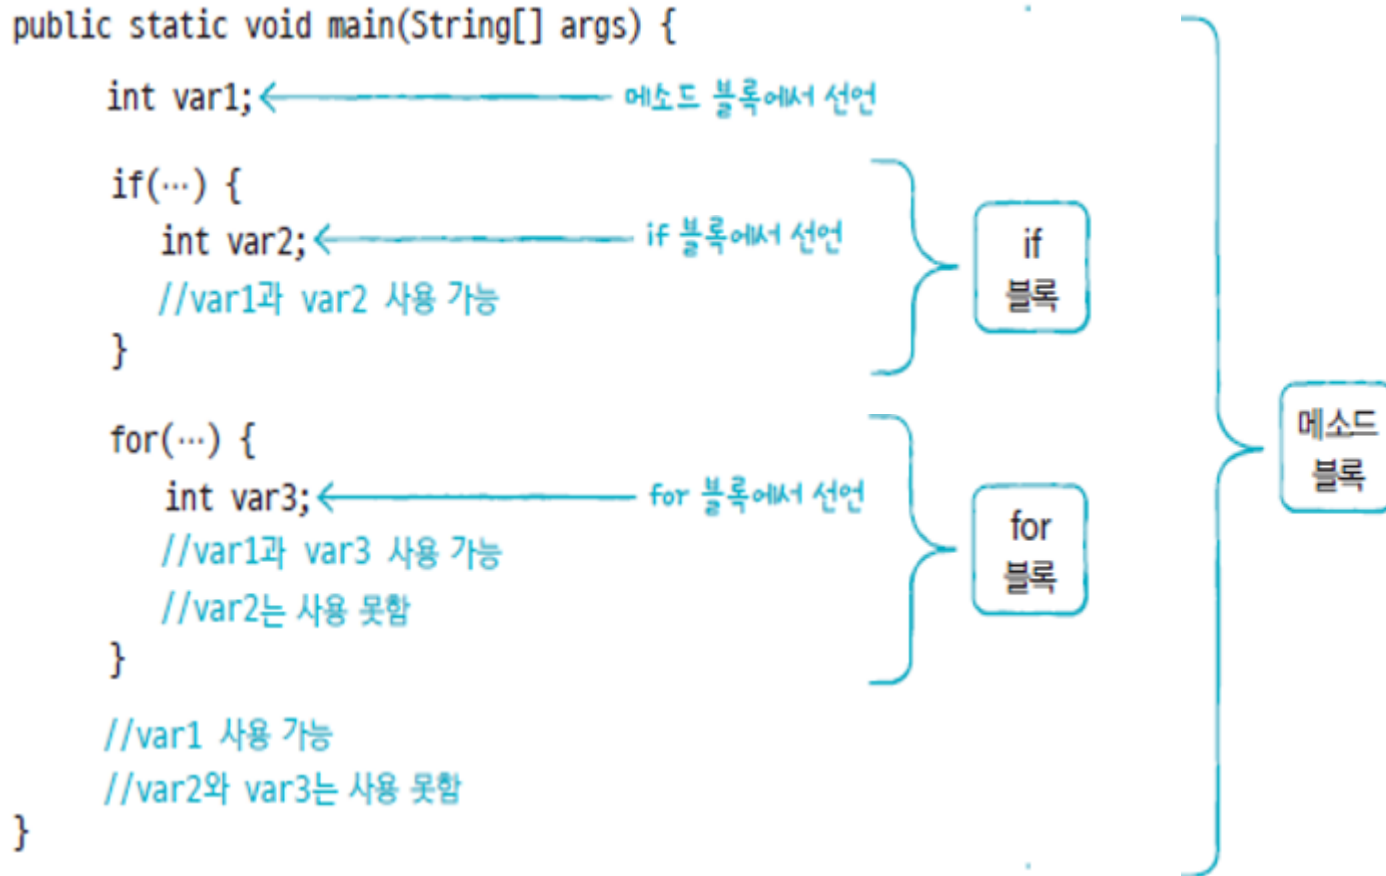 public static void main(String[] args) {
int var1; 메소드 블록에서 선언
if(…) {
int var2; if 블록에서 선언
//var1과 var2 사용 가능
}
if
블록
for(…) {
int var3; for 블록에서 선언
//var1과 var3 사용 가능
//var2는 사용 못함
}
for
블록
메소드
블록
//var1 사용 가능
//var2와 var3는 사용 못함
}